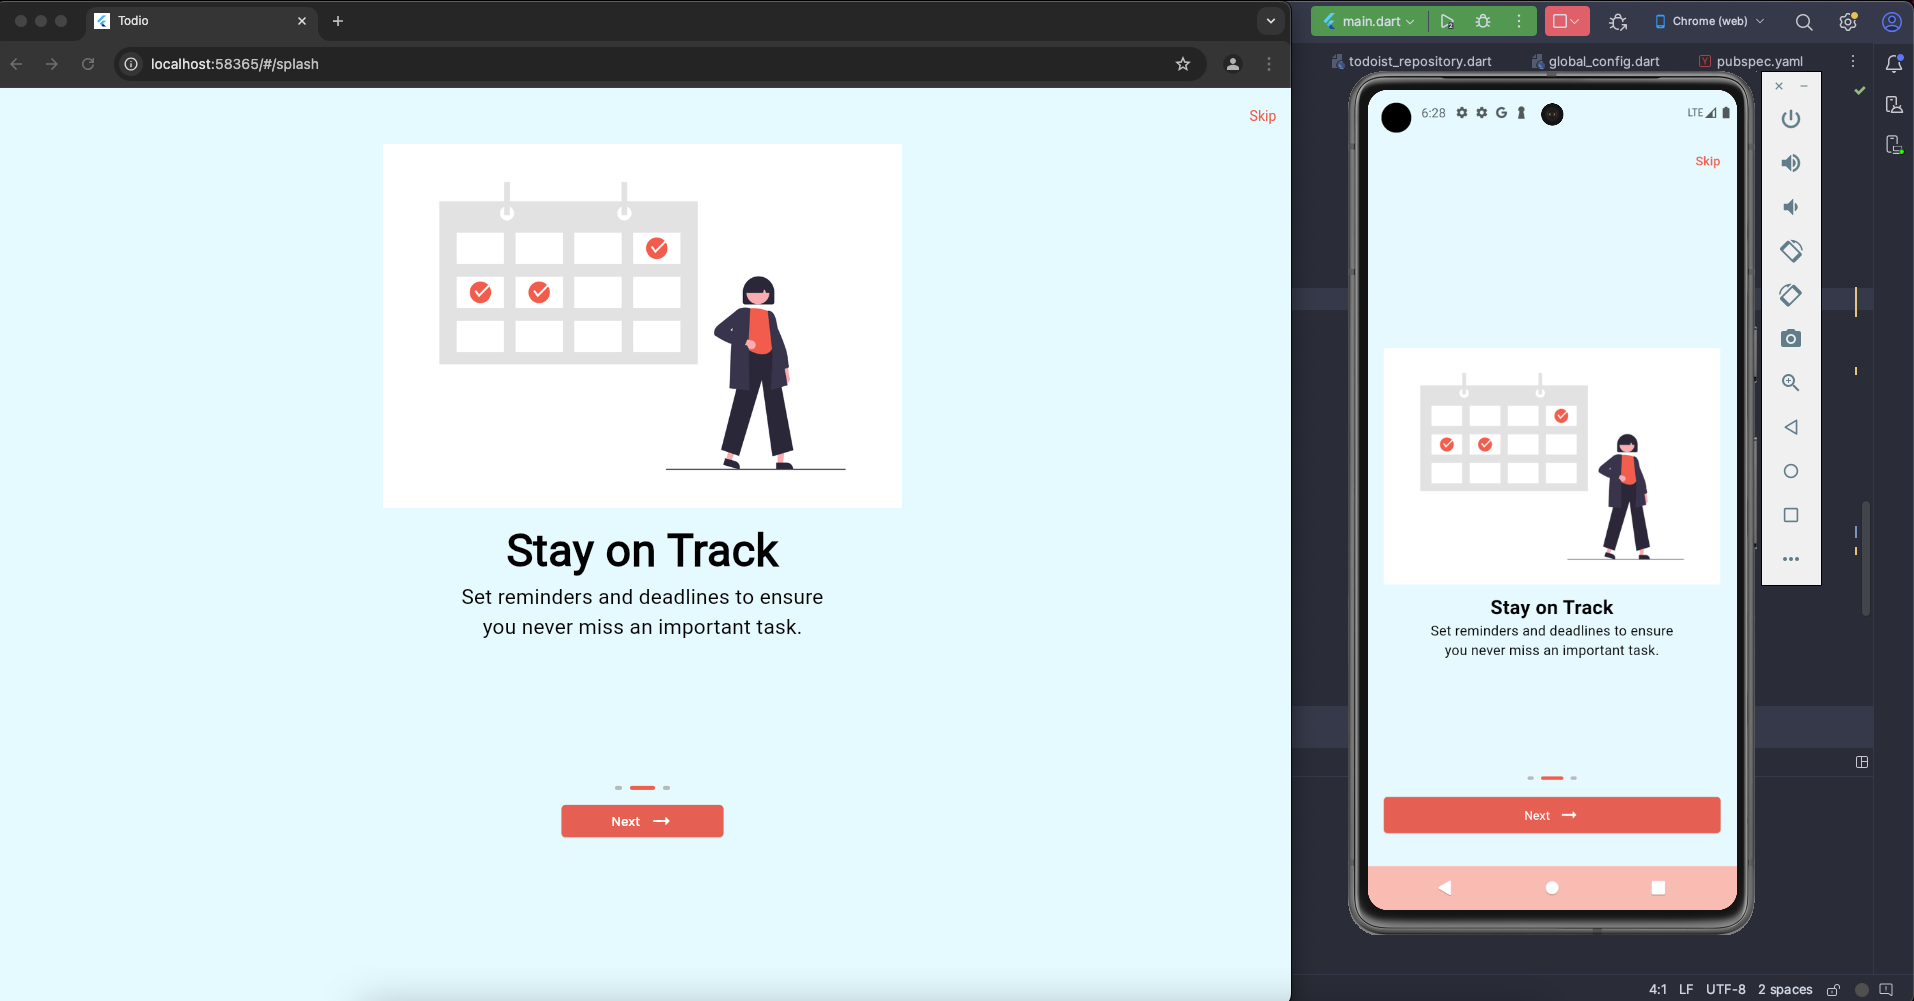 Todio
localhost:58365/#/splash
Skip
Stay on Track
Set reminders and deadlines to ensure
you never miss an important task.
Next
main.dart
Chrome (web)
todoist_repository.dart
global_config.dart
pubspec.yaml
6:28
LTE
Skip
Stay on Track
Set reminders and deadlines to ensure
you never miss an important task.
Next
4:1 LF UTF-8 2 spaces